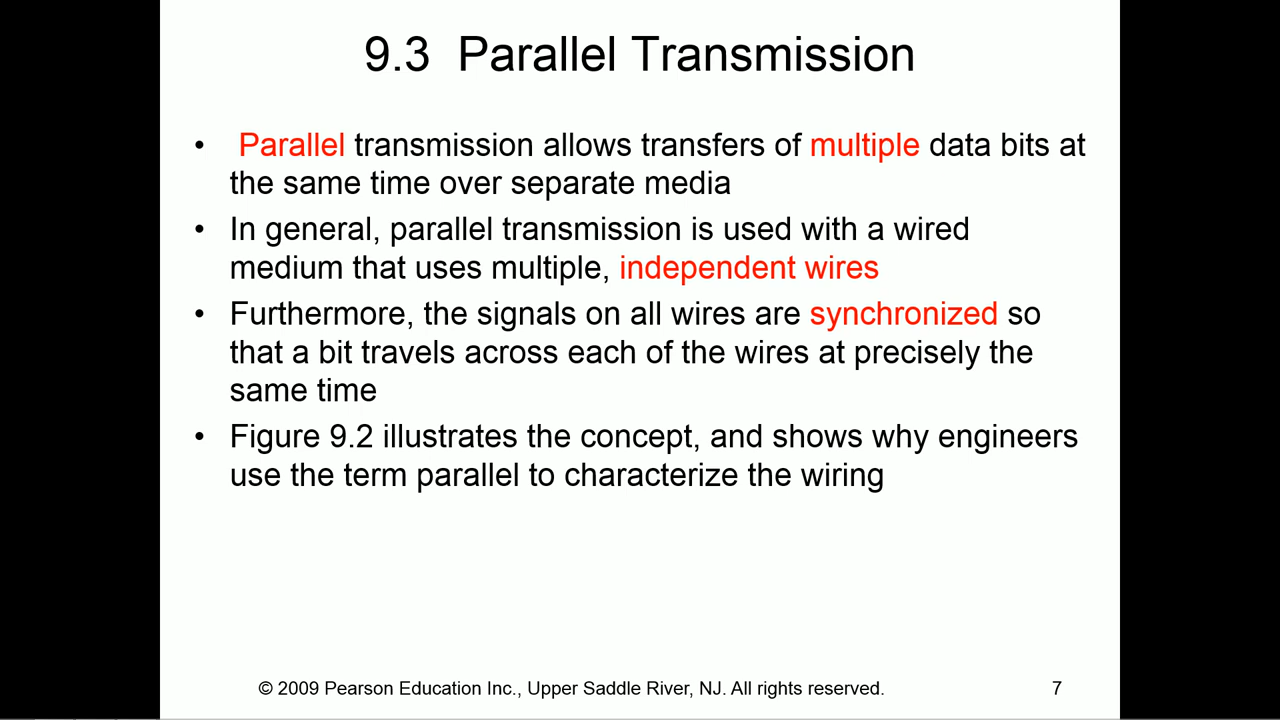 9.3 Parallel Transmission
• Parallel transmission allows transfers of multiple data bits at
the same time over separate media
• In general, parallel transmission is used with a wired
medium that uses multiple, independent wires
• Furthermore, the signals on all wires are synchronized so
that a bit travels across each of the wires at precisely the
same time
• Figure 9.2 illustrates the concept, and shows why engineers
use the term parallel to characterize the wiring
© 2009 Pearson Education Inc., Upper Saddle River, NJ. All rights reserved. 7